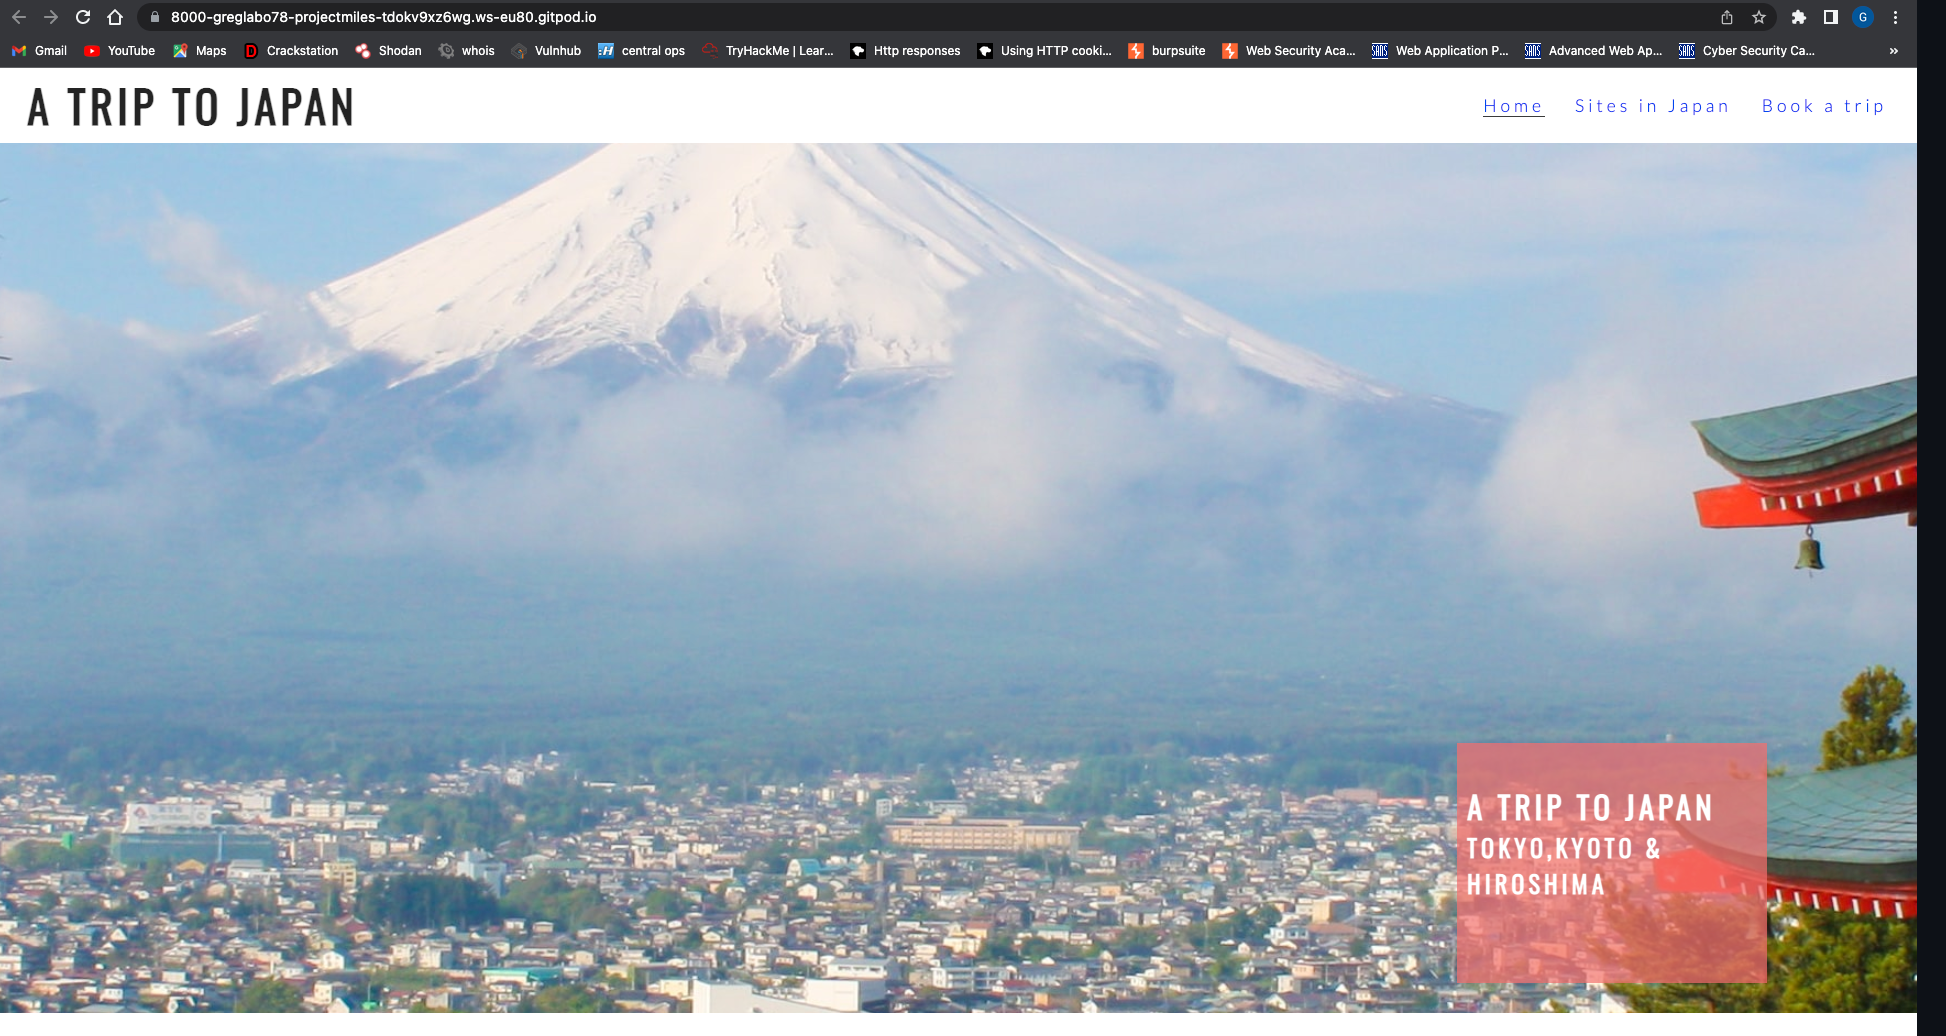 8000-greglabo78-projectmiles-tdokv9xz6wg.ws-eu80.gitpod.io
G
Gmail YouTube Maps Crackstation Shodan whois Vulnhub central ops TryHackMe | Lear... Http responses Using HTTP cooki... burpsuite Web Security Aca... Web Application P... Advanced Web Ap... Cyber Security Ca... »
A TRIP TO JAPAN
Home Sites in Japan Book a trip
A TRIP TO JAPAN
TOKYO,KYOTO &
HIROSHIMA